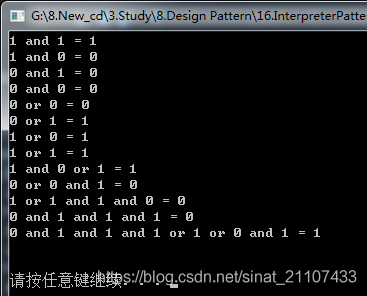 G:\8.New_cd\3.Study\8.Design Pattern\16.InterpreterPatte
1 and 1 = 1
1 and 0 = 0
0 and 1 = 0
0 and 0 = 0
0 or 0 = 0
0 or 1 = 1
1 or 0 = 1
1 or 1 = 1
1 and 0 or 1 = 1
0 or 0 and 1 = 0
1 or 1 and 1 and 0 = 0
0 and 1 and 1 and 1 = 0
0 and 1 and 1 and 1 or 1 or 0 and 1 = 1
请按任意键继续. . .
https://blog.csdn.net/sinat_21107433